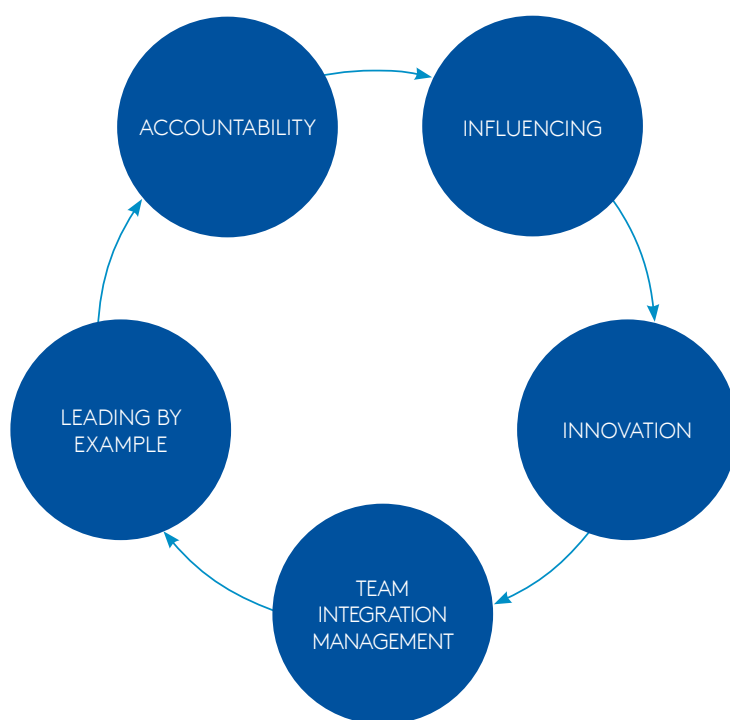 ACCOUNTABILITY
INFLUENCING
INNOVATION
TEAM
INTEGRATION
MANAGEMENT
LEADING BY
EXAMPLE